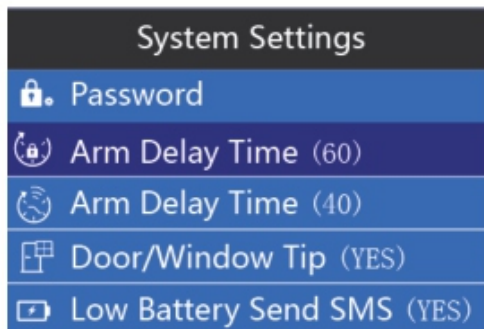 System Settings
Password
Arm Delay Time (60)
Arm Delay Time (40)
Door/Window Tip (YES)
Low Battery Send SMS (YES)